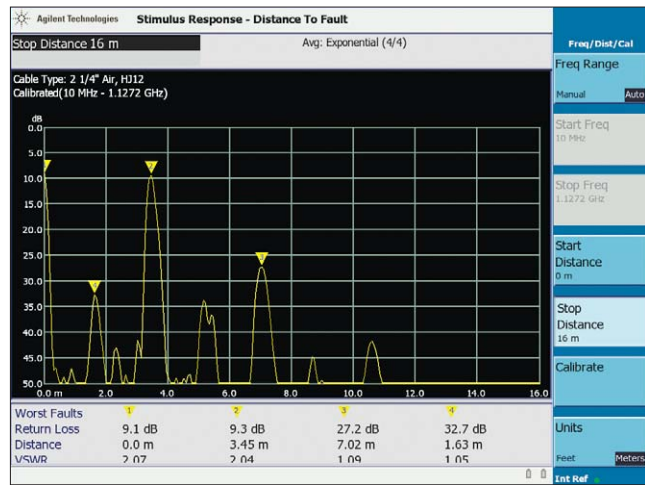 Agilent Technologies Stimulus Response - Distance To Fault
Stop Distance 16 m
Avg: Exponential (4/4)
Cable Type: 2 1/4" Air, HJ12
Calibrated(10 MHz - 1.1272 GHz)
dB
0.0
5.0
10.0
15.0
20.0
25.0
30.0
35.0
40.0
45.0
50.0
2
3
4
0.0 m 2.0 4.0 6.0 8.0 10.0 12.0 14.0 16.0
Worst Faults 1 2 3 4
Return Loss 9.1 dB 9.3 dB 27.2 dB 32.7 dB
Distance 0.0 m 3.45 m 7.02 m 1.63 m
VSWR 2.07 2.04 1.09 1.05
Freq/Dist/Cal
Freq Range
Manual Auto
Start Freq
10 MHz
Stop Freq
1.1272 GHz
Start
Distance
0 m
Stop
Distance
16 m
Calibrate
Units
Feet Meters
Int Ref